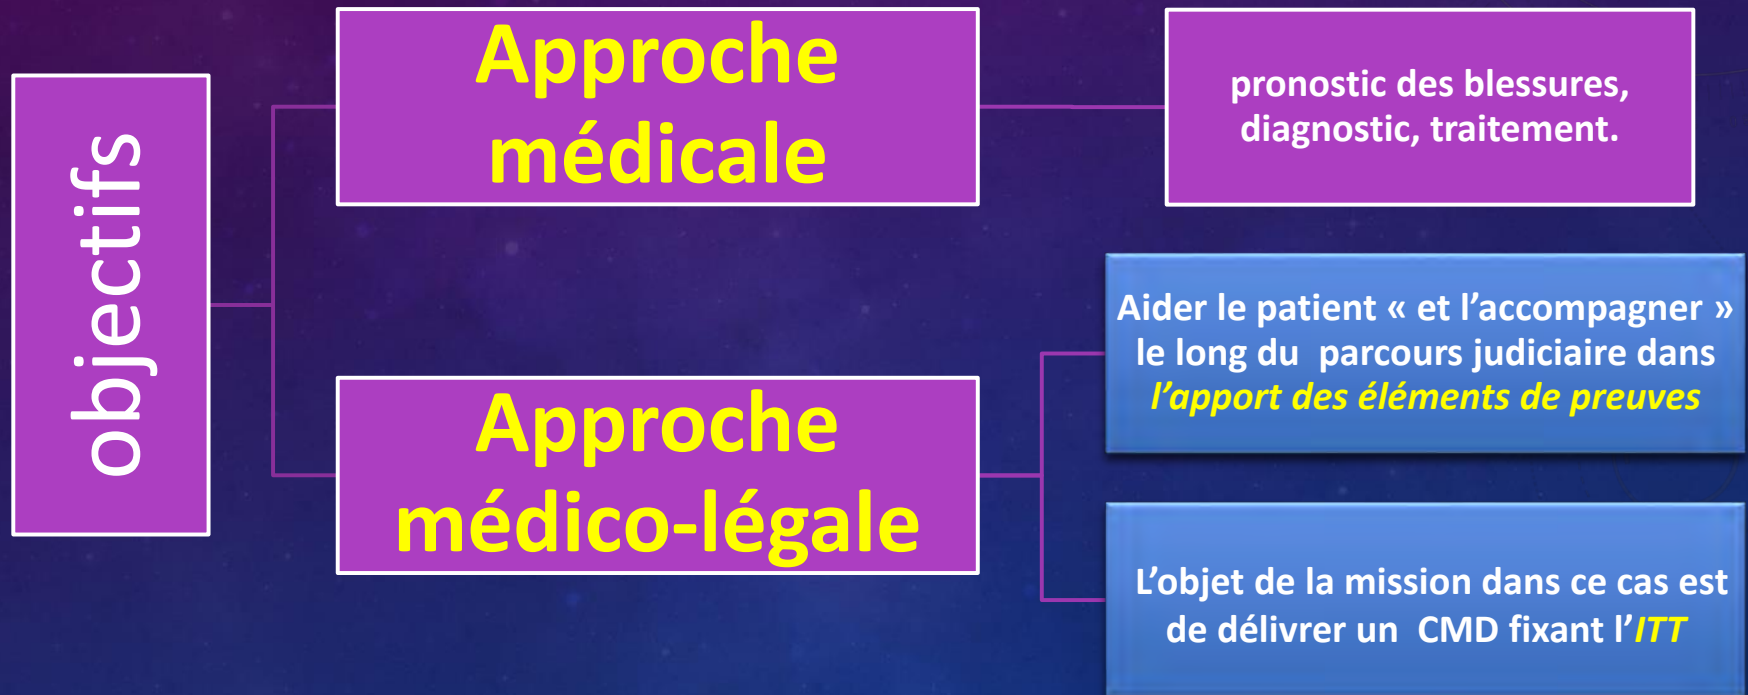 objectifs
Approche
médicale
pronostic des blessures,
diagnostic, traitement.
Approche
médico-légale
Aider le patient « et l’accompagner »
le long du parcours judiciaire dans
l’apport des éléments de preuves
L’objet de la mission dans ce cas est
de délivrer un CMD fixant l’ITT